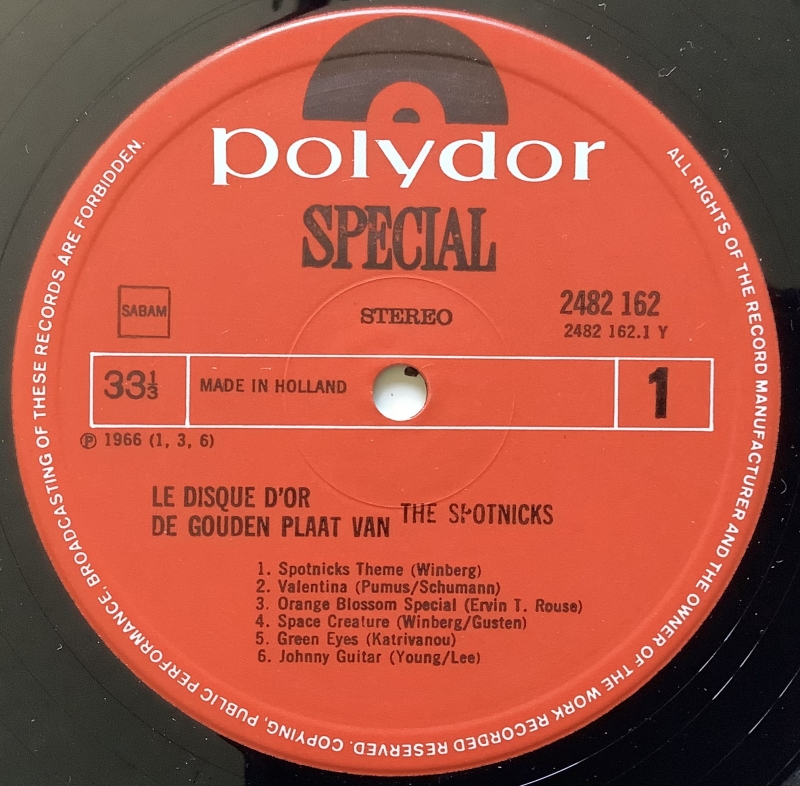 polydor
SPECIAL
SABAM
STEREO
2482 162
2482 162.1 Y
33⅓
MADE IN HOLLAND
1
℗ 1966 (1, 3, 6)
LE DISQUE D'OR
DE GOUDEN PLAAT VAN
THE SPOTNICKS
1. Spotnicks Theme (Winberg)
2. Valentina (Pumus/Schumann)
3. Orange Blossom Special (Ervin T. Rouse)
4. Space Creature (Winberg/Gusten)
5. Green Eyes (Katrivanou)
6. Johnny Guitar (Young/Lee)
ALL RIGHTS OF THE RECORD MANUFACTURER AND THE OWNER OF THE WORK RECORDED RESERVED. COPYING, PUBLIC PERFORMANCE, BROADCASTING OF THESE RECORDS ARE FORBIDDEN.